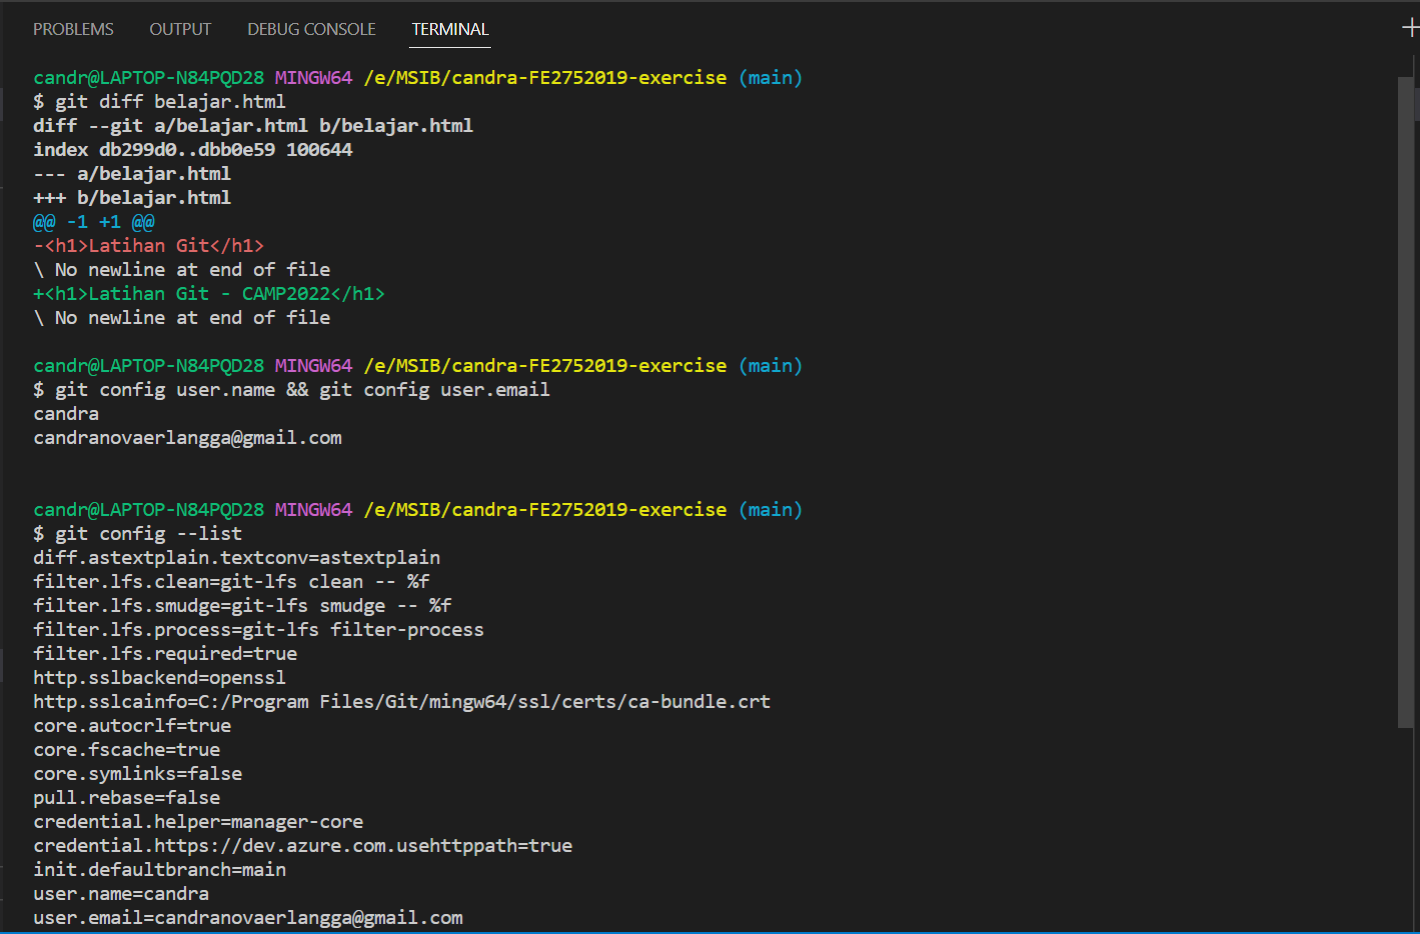 PROBLEMS OUTPUT DEBUG CONSOLE TERMINAL
candr@LAPTOP-N84PQD28 MINGW64 /e/MSIB/candra-FE2752019-exercise (main)
$ git diff belajar.html
diff --git a/belajar.html b/belajar.html
index db299d0..dbb0e59 100644
--- a/belajar.html
+++ b/belajar.html
@@ -1 +1 @@
-<h1>Latihan Git</h1>
\ No newline at end of file
+<h1>Latihan Git - CAMP2022</h1>
\ No newline at end of file
candr@LAPTOP-N84PQD28 MINGW64 /e/MSIB/candra-FE2752019-exercise (main)
$ git config user.name && git config user.email
candra
candranovaerlangga@gmail.com
candr@LAPTOP-N84PQD28 MINGW64 /e/MSIB/candra-FE2752019-exercise (main)
$ git config --list
diff.astextplain.textconv=astextplain
filter.lfs.clean=git-lfs clean -- %f
filter.lfs.smudge=git-lfs smudge -- %f
filter.lfs.process=git-lfs filter-process
filter.lfs.required=true
http.sslbackend=openssl
http.sslcainfo=C:/Program Files/Git/mingw64/ssl/certs/ca-bundle.crt
core.autocrlf=true
core.fscache=true
core.symlinks=false
pull.rebase=false
credential.helper=manager-core
credential.https://dev.azure.com.usehttppath=true
init.defaultbranch=main
user.name=candra
user.email=candranovaerlangga@gmail.com